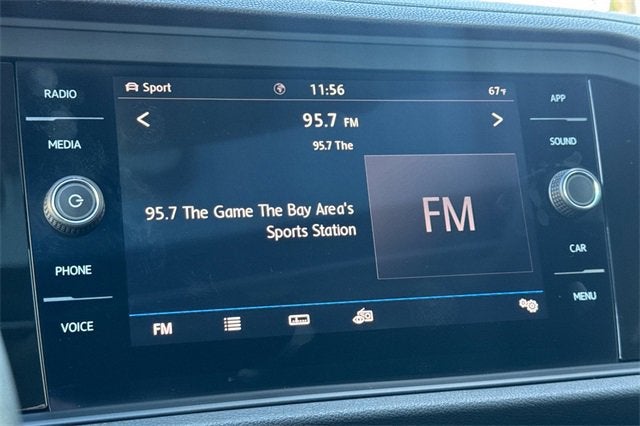 RADIO
MEDIA
PHONE
VOICE
Sport
11:56
67°F
95.7 FM
95.7 The
95.7 The Game The Bay Area's
Sports Station
FM
FM
APP
SOUND
CAR
MENU